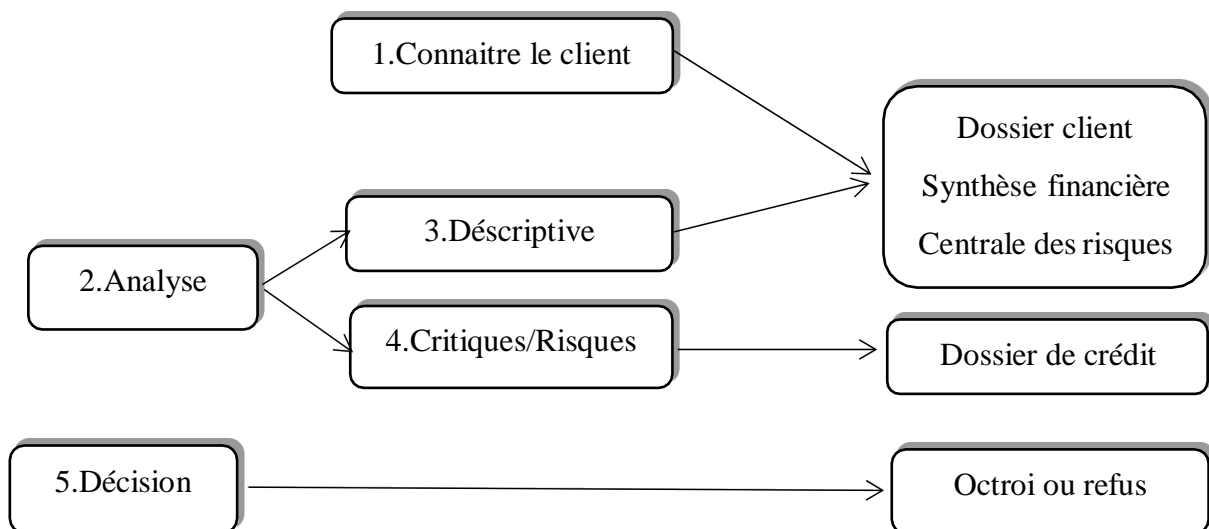 1.Connaitre le client
Dossier client
Synthèse financière
Centrale des risques
3.Déscriptive
2.Analyse
4.Critiques/Risques
Dossier de crédit
5.Décision
Octroi ou refus